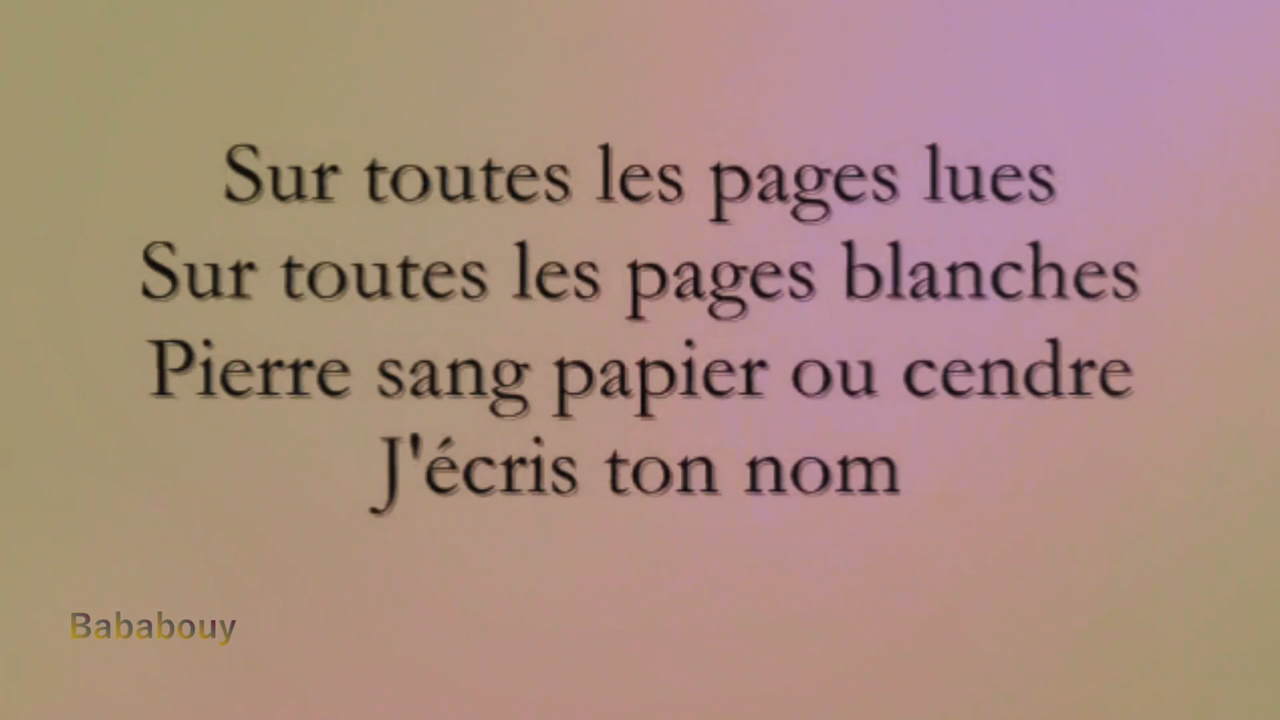 Sur toutes les pages lues
Sur toutes les pages blanches
Pierre sang papier ou cendre
J'écris ton nom
Bababouy